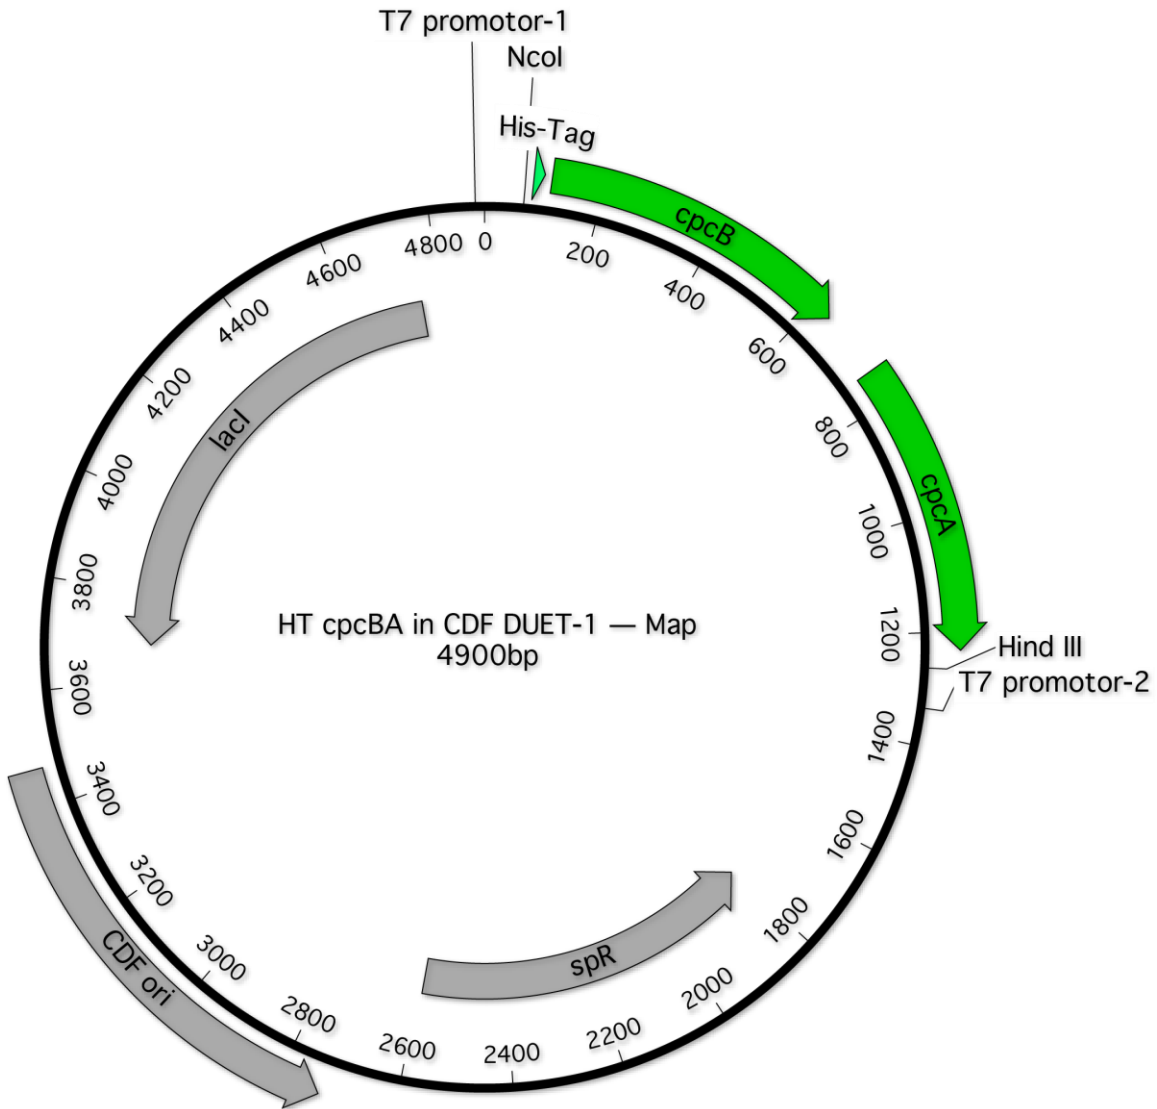 T7 promotor-1
NcoI
His-Tag
cpcB
cpcA
Hind III
T7 promotor-2
spR
CDF ori
lacI
0
200
400
600
800
1000
1200
1400
1600
1800
2000
2200
2400
2600
2800
3000
3200
3400
3600
3800
4000
4200
4400
4600
4800
HT cpcBA in CDF DUET-1 — Map
4900bp